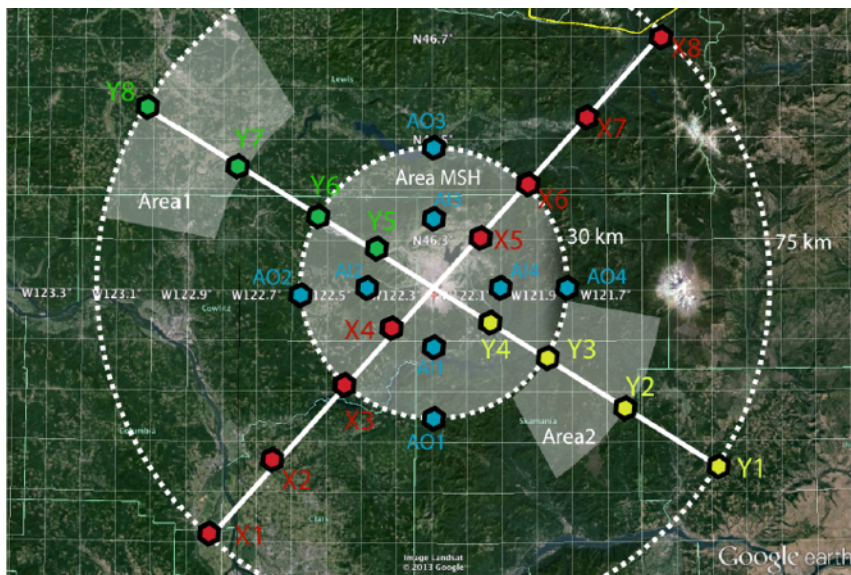 N46.7°
X8
Y8
Lewis
X7
AO3
Y7
Area MSH
Y6
X6
Area1
AI3
Y5
N46.3
X5
30 km
75 km
AO2
AI2
AI4
AO4
W123.3° W123.1° W122.9° W122.7° W122.5° W122.3° W122.1° W121.9° W121.7°
Cowlitz
X4
Y4
AI1
Y3
X3
Y2
AO1
Skamania
Columbia
Area2
X2
Y1
Clark
X1
Image Landsat
© 2013 Google
Google earth